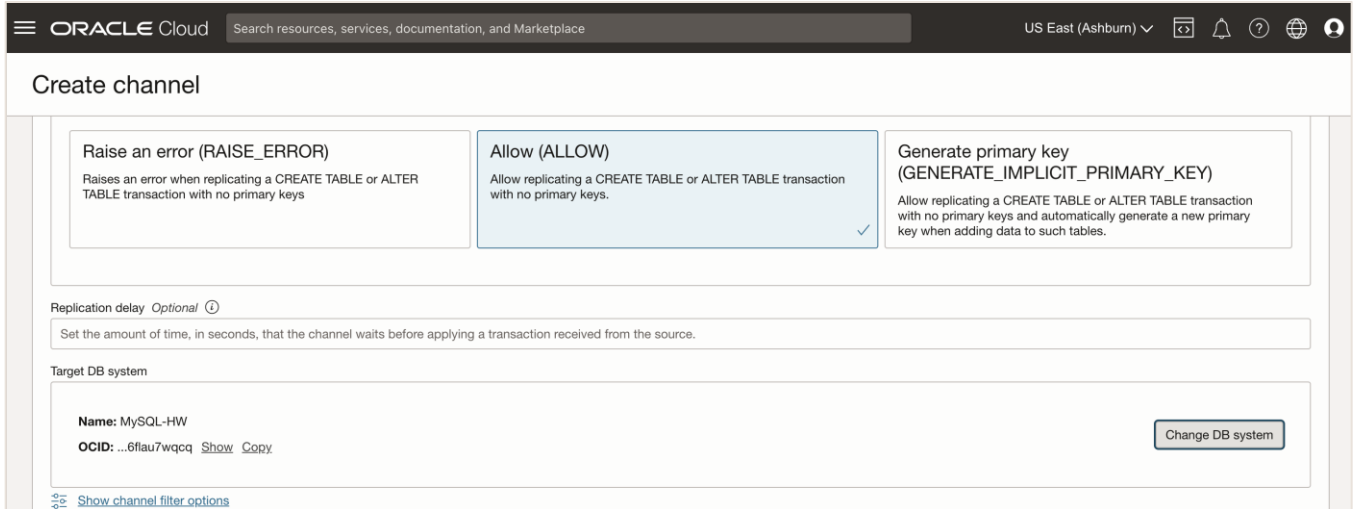 ORACLE Cloud
Search resources, services, documentation, and Marketplace
US East (Ashburn)
Create channel
Raise an error (RAISE_ERROR)
Raises an error when replicating a CREATE TABLE or ALTER
TABLE transaction with no primary keys
Allow (ALLOW)
Allow replicating a CREATE TABLE or ALTER TABLE transaction
with no primary keys.
Generate primary key
(GENERATE_IMPLICIT_PRIMARY_KEY)
Allow replicating a CREATE TABLE or ALTER TABLE transaction
with no primary keys and automatically generate a new primary
key when adding data to such tables.
Replication delay Optional
Set the amount of time, in seconds, that the channel waits before applying a transaction received from the source.
Target DB system
Name: MySQL-HW
OCID: ...6flau7wqcq Show Copy
Change DB system
Show channel filter options